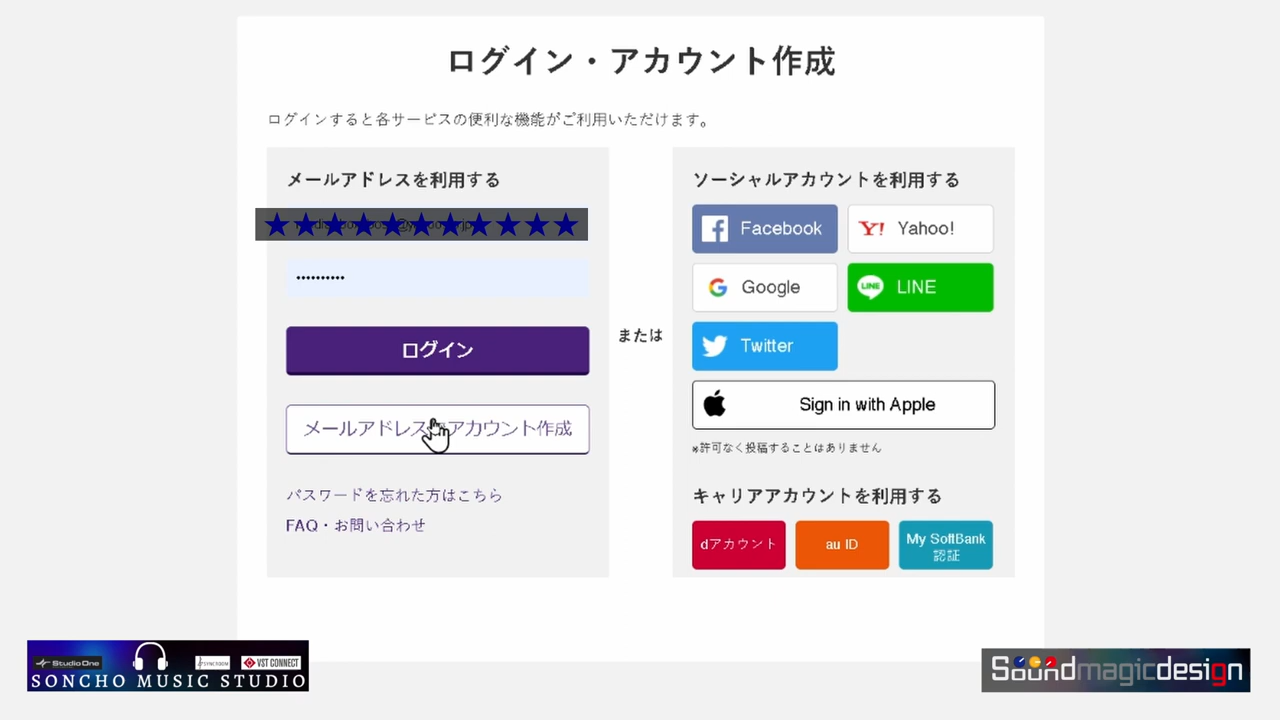 ログイン・アカウント作成
ログインすると各サービスの便利な機能がご利用いただけます。
メールアドレスを利用する
••••••••••
ログイン
メールアドレス アカウント作成
パスワードを忘れた方はこちら
FAQ・お問い合わせ
または
ソーシャルアカウントを利用する
Facebook
Yahoo!
Google
LINE
Twitter
Sign in with Apple
※許可なく投稿することはありません
キャリアアカウントを利用する
dアカウント
au ID
My SoftBank
認証
Studio One
SYNCROOM
VST CONNECT
SONCHO MUSIC STUDIO
Soundmagicdesign